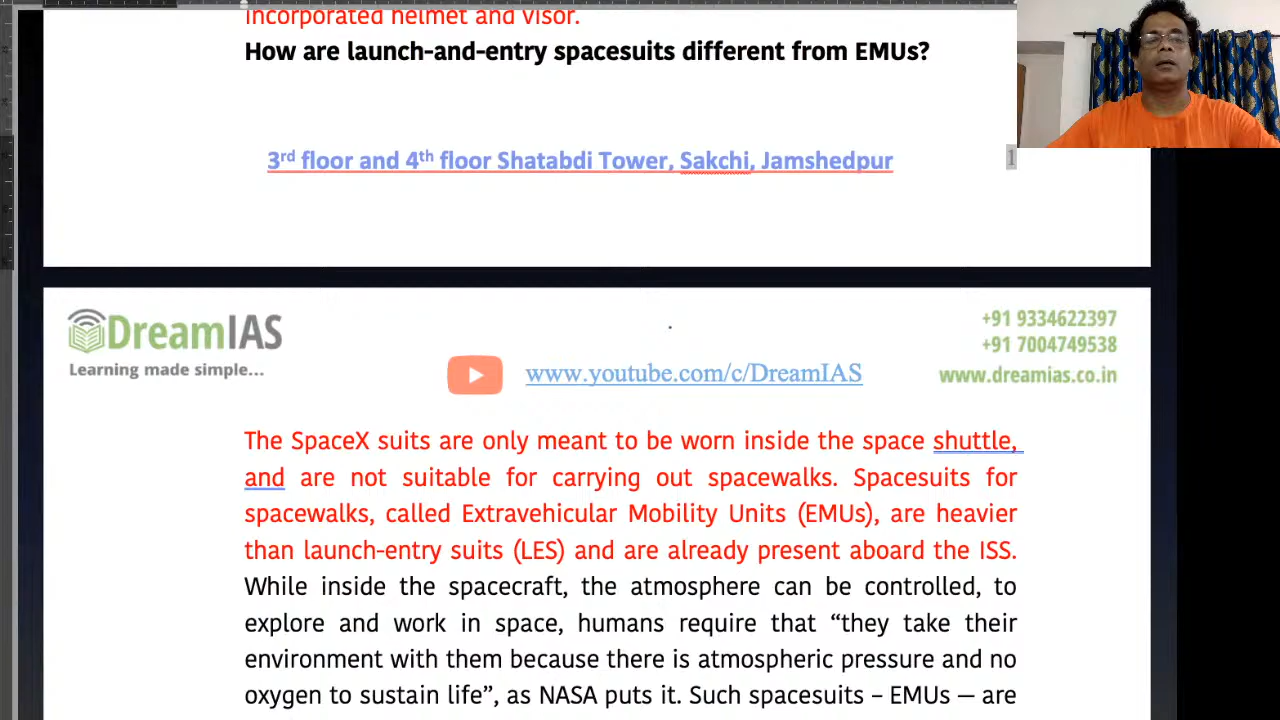 incorporated helmet and visor.
How are launch-and-entry spacesuits different from EMUs?
3rd floor and 4th floor Shatabdi Tower, Sakchi, Jamshedpur
1
DreamIAS
Learning made simple...
www.youtube.com/c/DreamIAS
+91 9334622397
+91 7004749538
www.dreamias.co.in
The SpaceX suits are only meant to be worn inside the space shuttle,
and are not suitable for carrying out spacewalks. Spacesuits for
spacewalks, called Extravehicular Mobility Units (EMUs), are heavier
than launch-entry suits (LES) and are already present aboard the ISS.
While inside the spacecraft, the atmosphere can be controlled, to
explore and work in space, humans require that “they take their
environment with them because there is atmospheric pressure and no
oxygen to sustain life”, as NASA puts it. Such spacesuits – EMUs — are